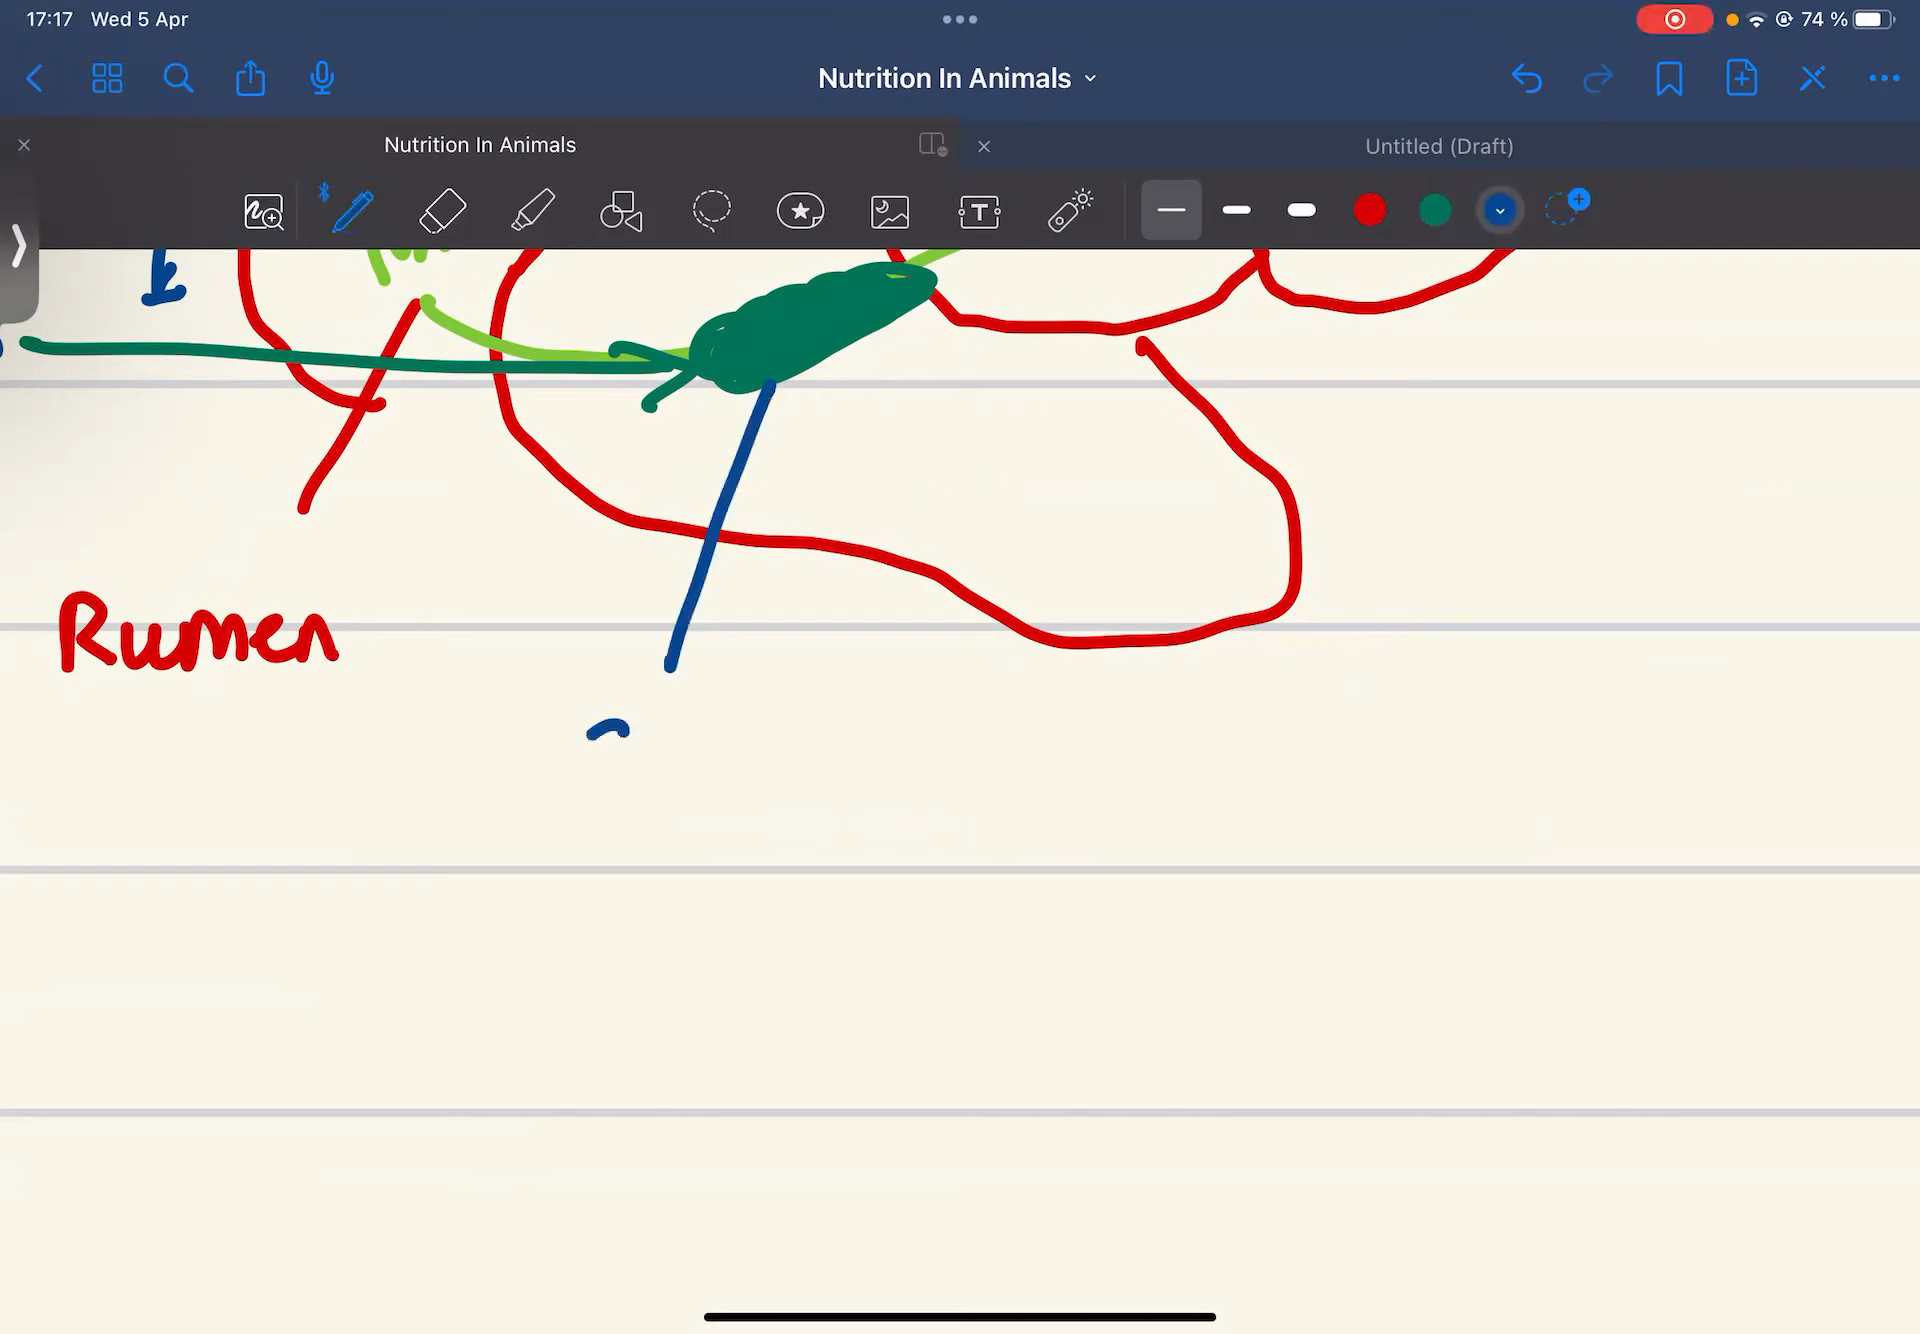 17:17 Wed 5 Apr
74 %
Nutrition In Animals
Nutrition In Animals
Untitled (Draft)
T
Rumen